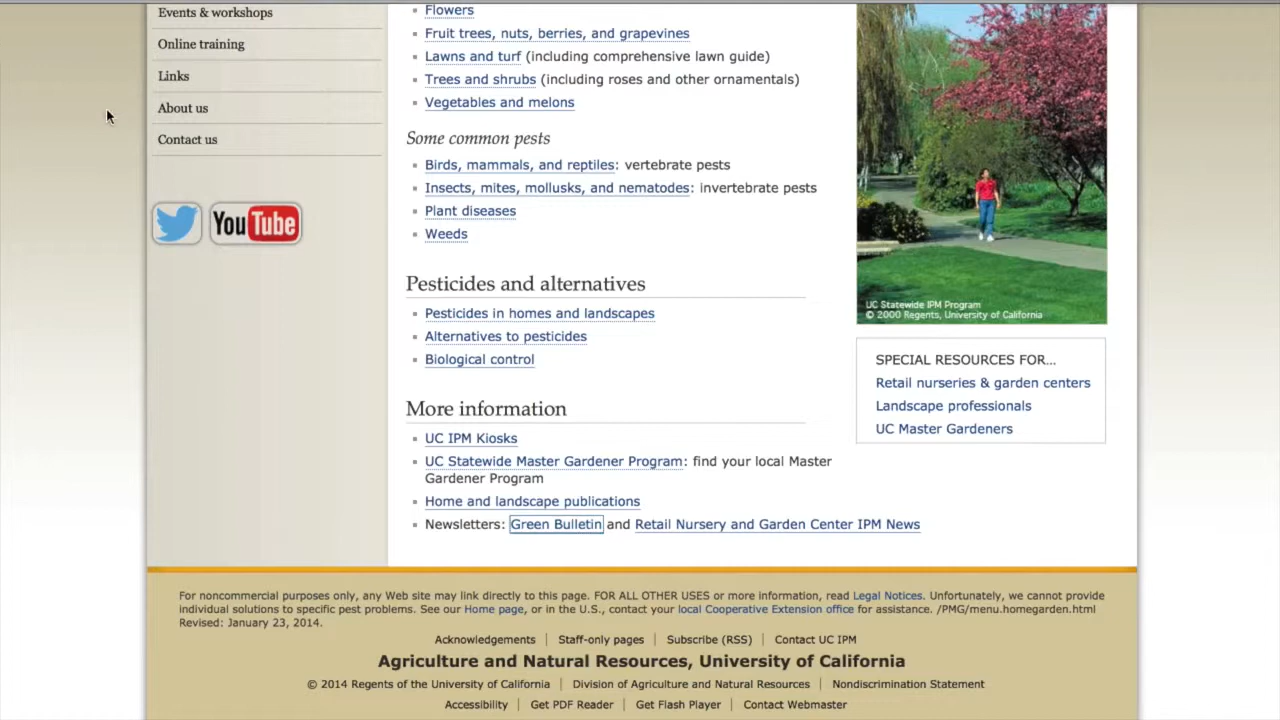 Events & workshops
Online training
Links
About us
Contact us
YouTube
Flowers
Fruit trees, nuts, berries, and grapevines
Lawns and turf (including comprehensive lawn guide)
Trees and shrubs (including roses and other ornamentals)
Vegetables and melons
Some common pests
Birds, mammals, and reptiles: vertebrate pests
Insects, mites, mollusks, and nematodes: invertebrate pests
Plant diseases
Weeds
Pesticides and alternatives
Pesticides in homes and landscapes
Alternatives to pesticides
Biological control
More information
UC IPM Kiosks
UC Statewide Master Gardener Program: find your local Master
Gardener Program
Home and landscape publications
Newsletters: Green Bulletin and Retail Nursery and Garden Center IPM News
UC Statewide IPM Program
© 2000 Regents, University of California
SPECIAL RESOURCES FOR...
Retail nurseries & garden centers
Landscape professionals
UC Master Gardeners
For noncommercial purposes only, any Web site may link directly to this page. FOR ALL OTHER USES or more information, read Legal Notices. Unfortunately, we cannot provide
individual solutions to specific pest problems. See our Home page, or in the U.S., contact your local Cooperative Extension office for assistance. /PMG/menu.homegarden.html
Revised: January 23, 2014.
Acknowledgements | Staff-only pages | Subscribe (RSS) | Contact UC IPM
Agriculture and Natural Resources, University of California
© 2014 Regents of the University of California | Division of Agriculture and Natural Resources | Nondiscrimination Statement
Accessibility | Get PDF Reader | Get Flash Player | Contact Webmaster